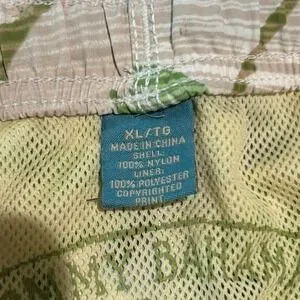 XL/TG
MADE IN CHINA
SHELL:
100% NYLON
LINER:
100% POLYESTER
COPYRIGHTED
PRINT